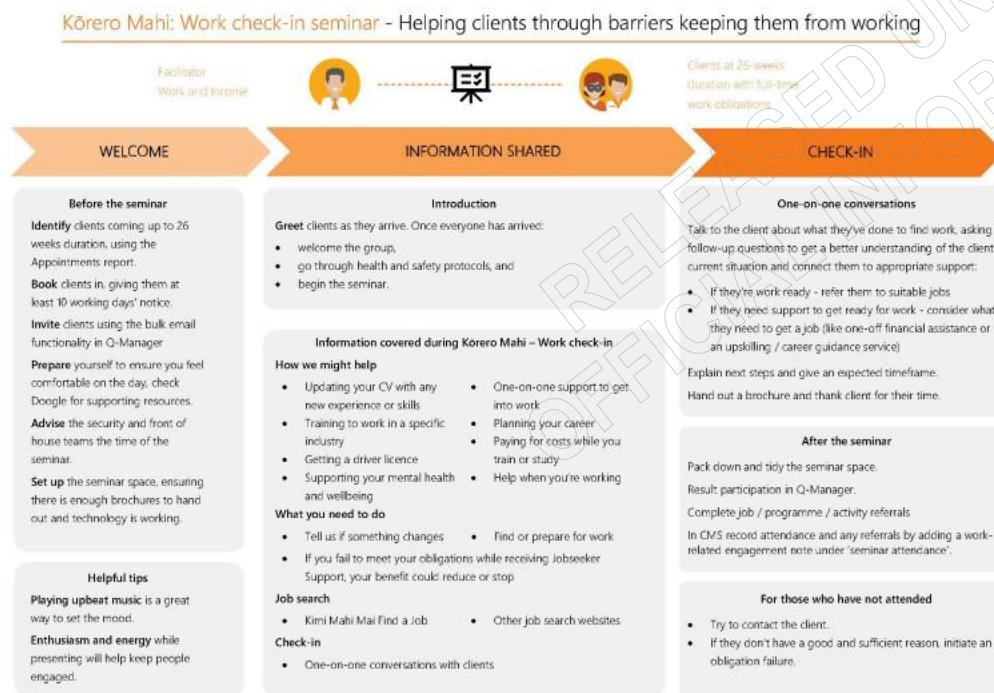 Kōrero Mahi: Work check-in seminar - Helping clients through barriers keeping them from working
Facilitator
Work and Income
Clients at 26-weeks
duration with full-time
work obligations
WELCOME
INFORMATION SHARED
CHECK-IN
Before the seminar
Identify clients coming up to 26
weeks duration, using the
Appointments report.
Book clients in, giving them at
least 10 working days' notice.
Invite clients using the bulk email
functionality in Q-Manager
Prepare yourself to ensure you feel
comfortable on the day, check
Doogle for supporting resources.
Advise the security and front of
house teams the time of the
seminar.
Set up the seminar space, ensuring
there is enough brochures to hand
out and technology is working.
Helpful tips
Playing upbeat music is a great
way to set the mood.
Enthusiasm and energy while
presenting will help keep people
engaged.
Introduction
Greet clients as they arrive. Once everyone has arrived:
• welcome the group,
• go through health and safety protocols, and
• begin the seminar.
Information covered during Kōrero Mahi – Work check-in
How we might help
• Updating your CV with any
new experience or skills
• Training to work in a specific
industry
• Getting a driver licence
• Supporting your mental health
and wellbeing
• One-on-one support to get
into work
• Planning your career
• Paying for costs while you
train or study
• Help when you're working
What you need to do
• Tell us if something changes
• Find or prepare for work
• If you fail to meet your obligations while receiving Jobseeker
Support, your benefit could reduce or stop
Job search
• Kimi Mahi Mai Find a Job
• Other job search websites
Check-in
• One-on-one conversations with clients
One-on-one conversations
Talk to the client about what they've done to find work, asking
follow-up questions to get a better understanding of the client
current situation and connect them to appropriate support:
• If they're work ready - refer them to suitable jobs
• If they need support to get ready for work - consider what
they need to get a job (like one-off financial assistance or
an upskilling / career guidance service)
Explain next steps and give an expected timeframe.
Hand out a brochure and thank client for their time.
After the seminar
Pack down and tidy the seminar space.
Result participation in Q-Manager.
Complete job / programme / activity referrals
In CMS record attendance and any referrals by adding a work-
related engagement note under 'seminar attendance'.
For those who have not attended
• Try to contact the client.
• If they don't have a good and sufficient reason, initiate an
obligation failure.
RELEASED UN
OFFICIAL INFOR